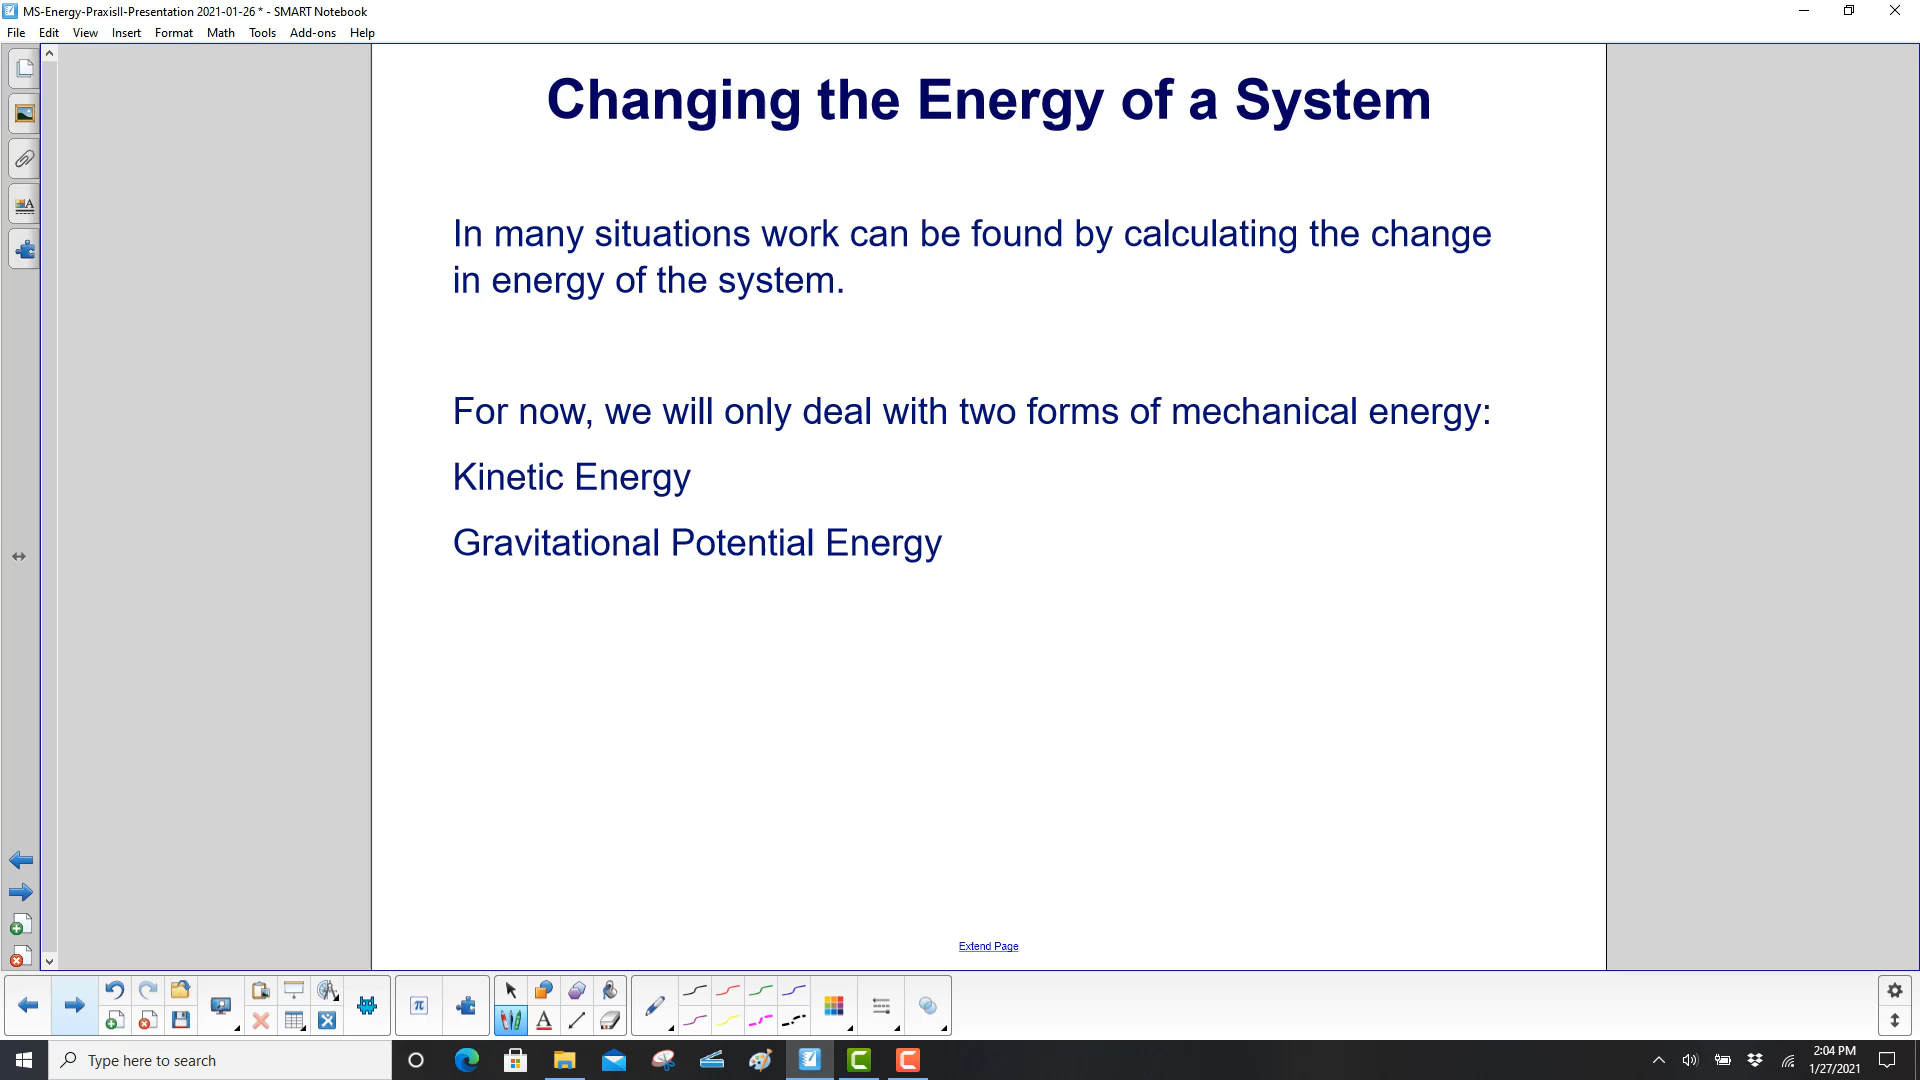 MS-Energy-PraxisII-Presentation 2021-01-26 * - SMART Notebook
File Edit View Insert Format Math Tools Add-ons Help
Changing the Energy of a System
In many situations work can be found by calculating the change
in energy of the system.
For now, we will only deal with two forms of mechanical energy:
Kinetic Energy
Gravitational Potential Energy
Extend Page
Type here to search
2:04 PM
1/27/2021